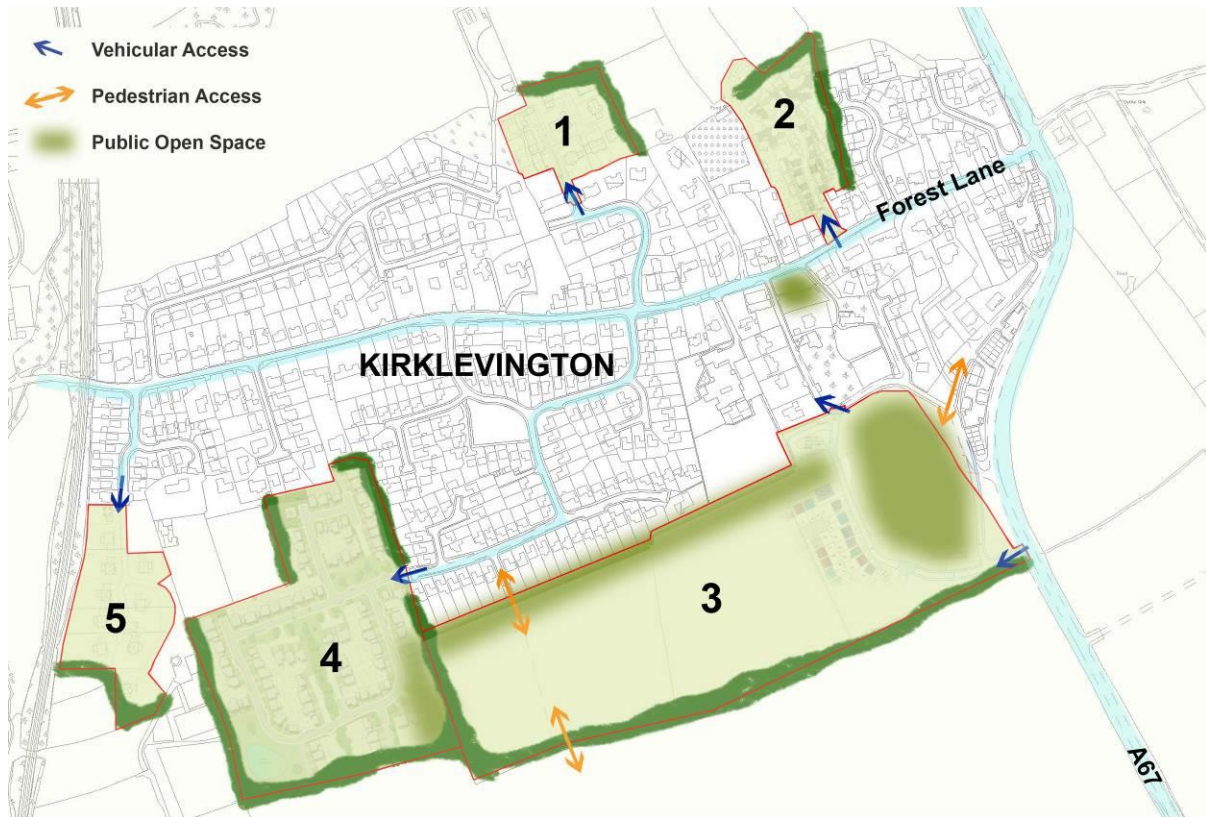 Vehicular Access
Pedestrian Access
Public Open Space
1
2
Forest Lane
KIRKLEVINGTON
3
4
5
A67